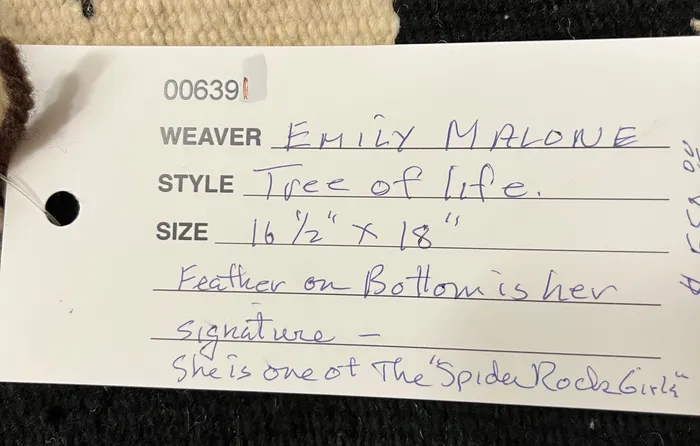 00639
WEAVER EMILY MALONE
STYLE Tree of life.
SIZE 16 1/2" x 18"
Feather on Bottom is her
signature —
She is one of The "Spider Rock Girls"